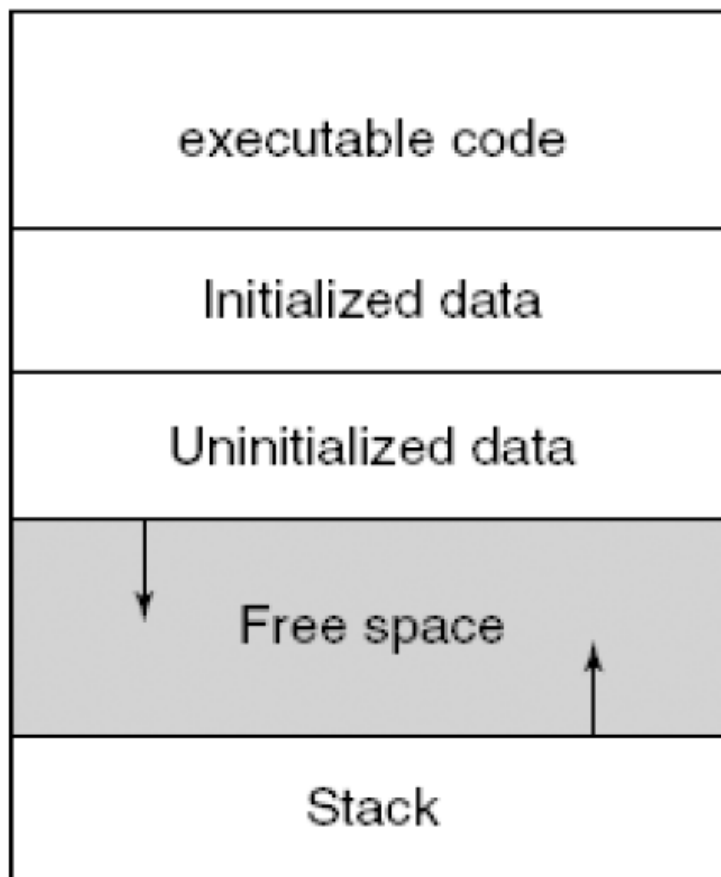 executable code
Initialized data
Uninitialized data
Free space
Stack